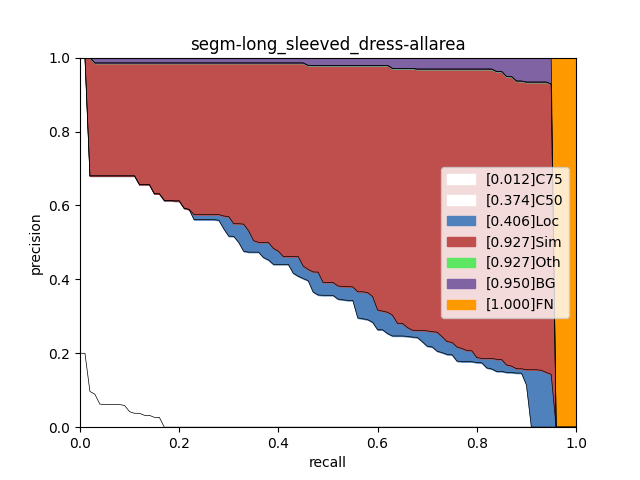 segm-long_sleeved_dress-allarea
1.0
0.8
0.6
0.4
0.2
0.0
precision
[0.012]C75
[0.374]C50
[0.406]Loc
[0.927]Sim
[0.927]Oth
[0.950]BG
[1.000]FN
0.0 0.2 0.4 0.6 0.8 1.0
recall